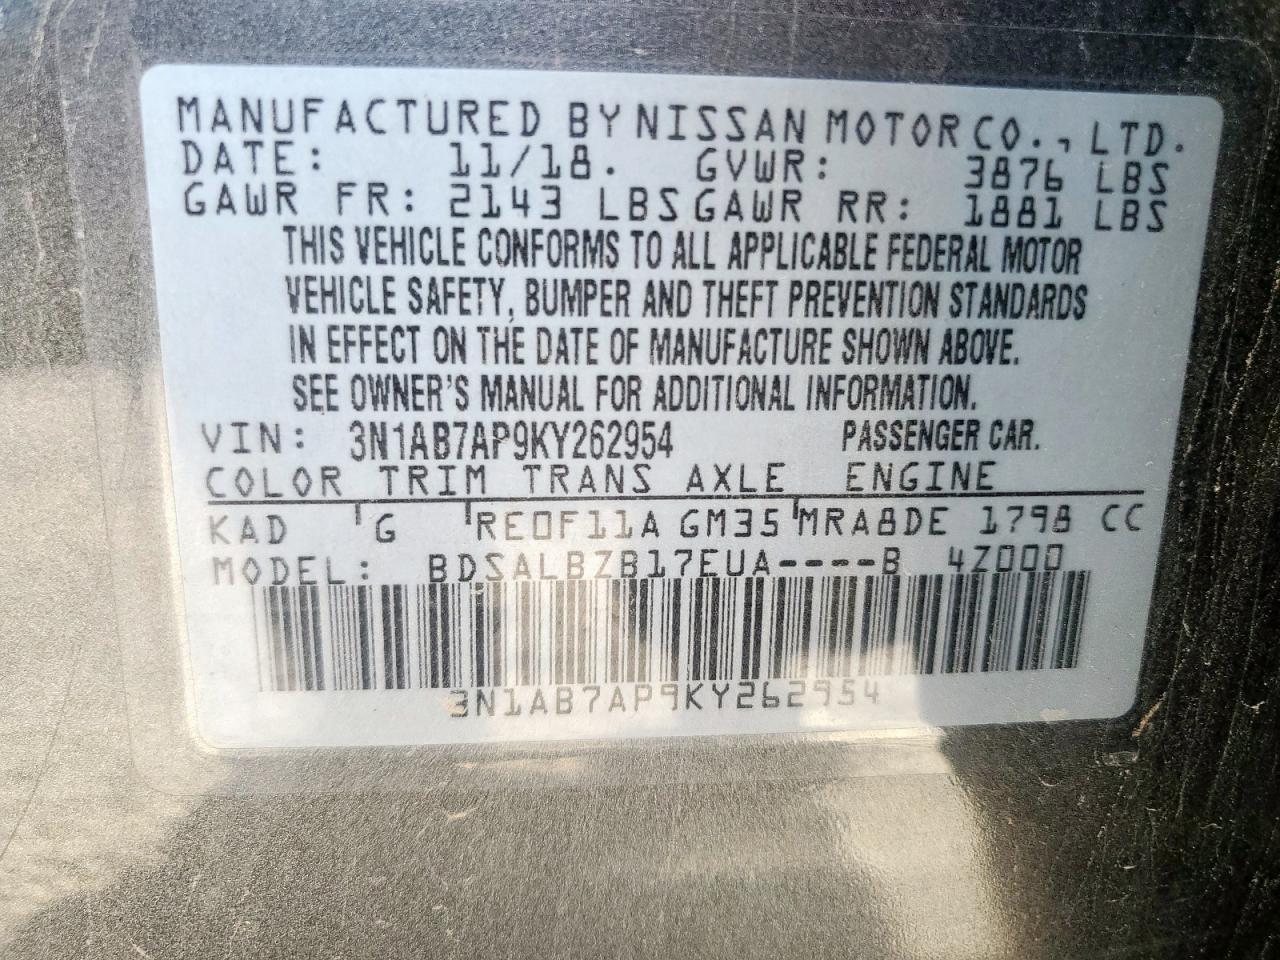 MANUFACTURED BY NISSAN MOTOR CO., LTD.
DATE: 11/18. GVWR: 3876 LBS
GAWR FR: 2143 LBS GAWR RR: 1881 LBS
THIS VEHICLE CONFORMS TO ALL APPLICABLE FEDERAL MOTOR
VEHICLE SAFETY, BUMPER AND THEFT PREVENTION STANDARDS
IN EFFECT ON THE DATE OF MANUFACTURE SHOWN ABOVE.
SEE OWNER'S MANUAL FOR ADDITIONAL INFORMATION.
VIN: 3N1AB7AP9KY262954 PASSENGER CAR.
COLOR TRIM TRANS AXLE ENGINE
KAD G RE0F11A GM35 MRA8DE 1798 CC
MODEL: BDSALBZB17EUA----B 4Z000
3N1AB7AP9KY262954